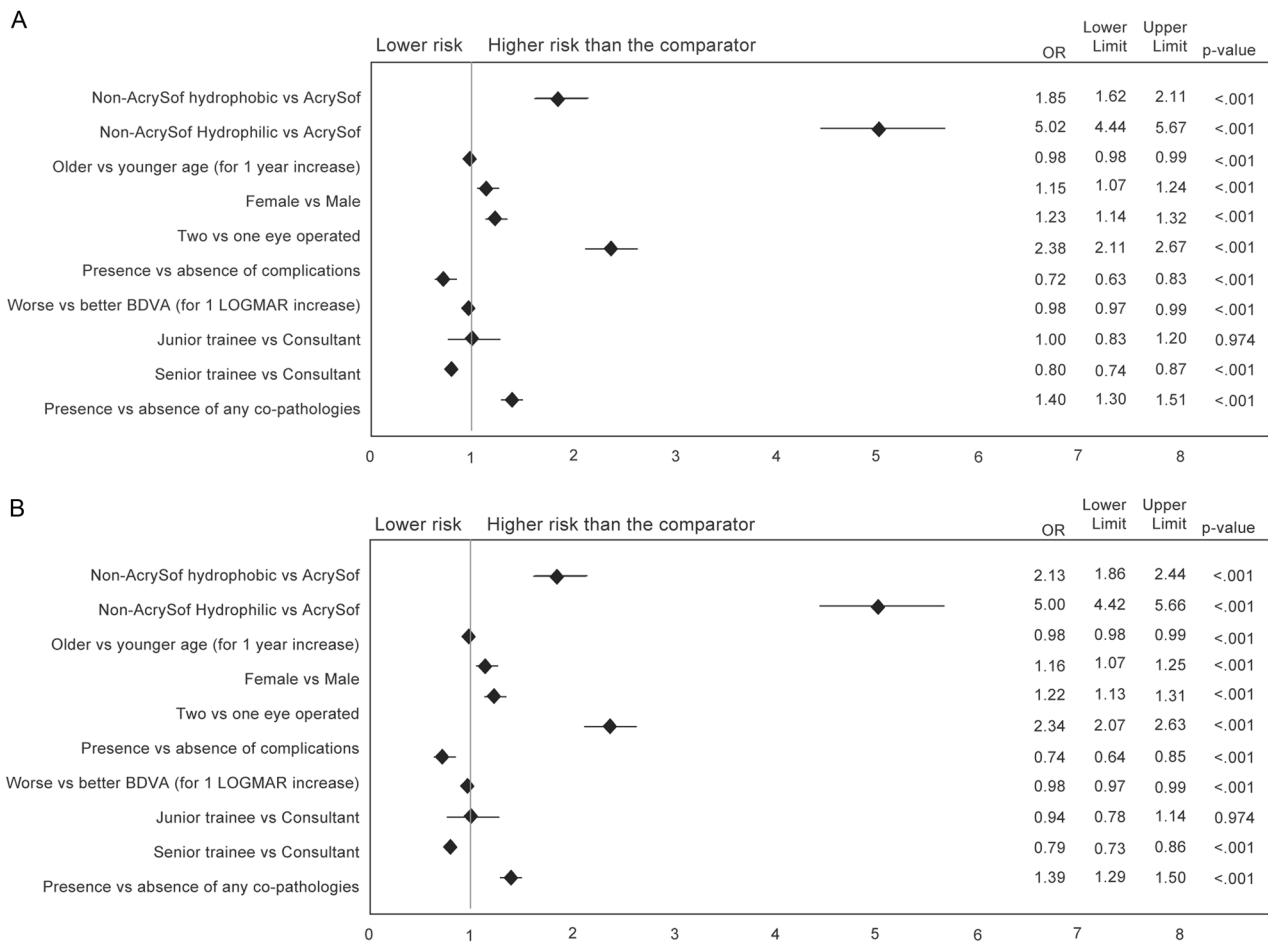 A
Lower risk Higher risk than the comparator OR Lower Limit Upper Limit p-value
Non-AcrySof hydrophobic vs AcrySof 1.85 1.62 2.11 <.001
Non-AcrySof Hydrophilic vs AcrySof 5.02 4.44 5.67 <.001
Older vs younger age (for 1 year increase) 0.98 0.98 0.99 <.001
1.15 1.07 1.24 <.001
Female vs Male 1.23 1.14 1.32 <.001
Two vs one eye operated 2.38 2.11 2.67 <.001
Presence vs absence of complications 0.72 0.63 0.83 <.001
Worse vs better BDVA (for 1 LOGMAR increase) 0.98 0.97 0.99 <.001
Junior trainee vs Consultant 1.00 0.83 1.20 0.974
Senior trainee vs Consultant 0.80 0.74 0.87 <.001
Presence vs absence of any co-pathologies 1.40 1.30 1.51 <.001
0 1 2 3 4 5 6 7 8
B
Lower risk Higher risk than the comparator OR Lower Limit Upper Limit p-value
Non-AcrySof hydrophobic vs AcrySof 2.13 1.86 2.44 <.001
Non-AcrySof Hydrophilic vs AcrySof 5.00 4.42 5.66 <.001
Older vs younger age (for 1 year increase) 0.98 0.98 0.99 <.001
1.16 1.07 1.25 <.001
Female vs Male 1.22 1.13 1.31 <.001
Two vs one eye operated 2.34 2.07 2.63 <.001
Presence vs absence of complications 0.74 0.64 0.85 <.001
Worse vs better BDVA (for 1 LOGMAR increase) 0.98 0.97 0.99 <.001
Junior trainee vs Consultant 0.94 0.78 1.14 0.974
Senior trainee vs Consultant 0.79 0.73 0.86 <.001
Presence vs absence of any co-pathologies 1.39 1.29 1.50 <.001
0 1 2 3 4 5 6 7 8